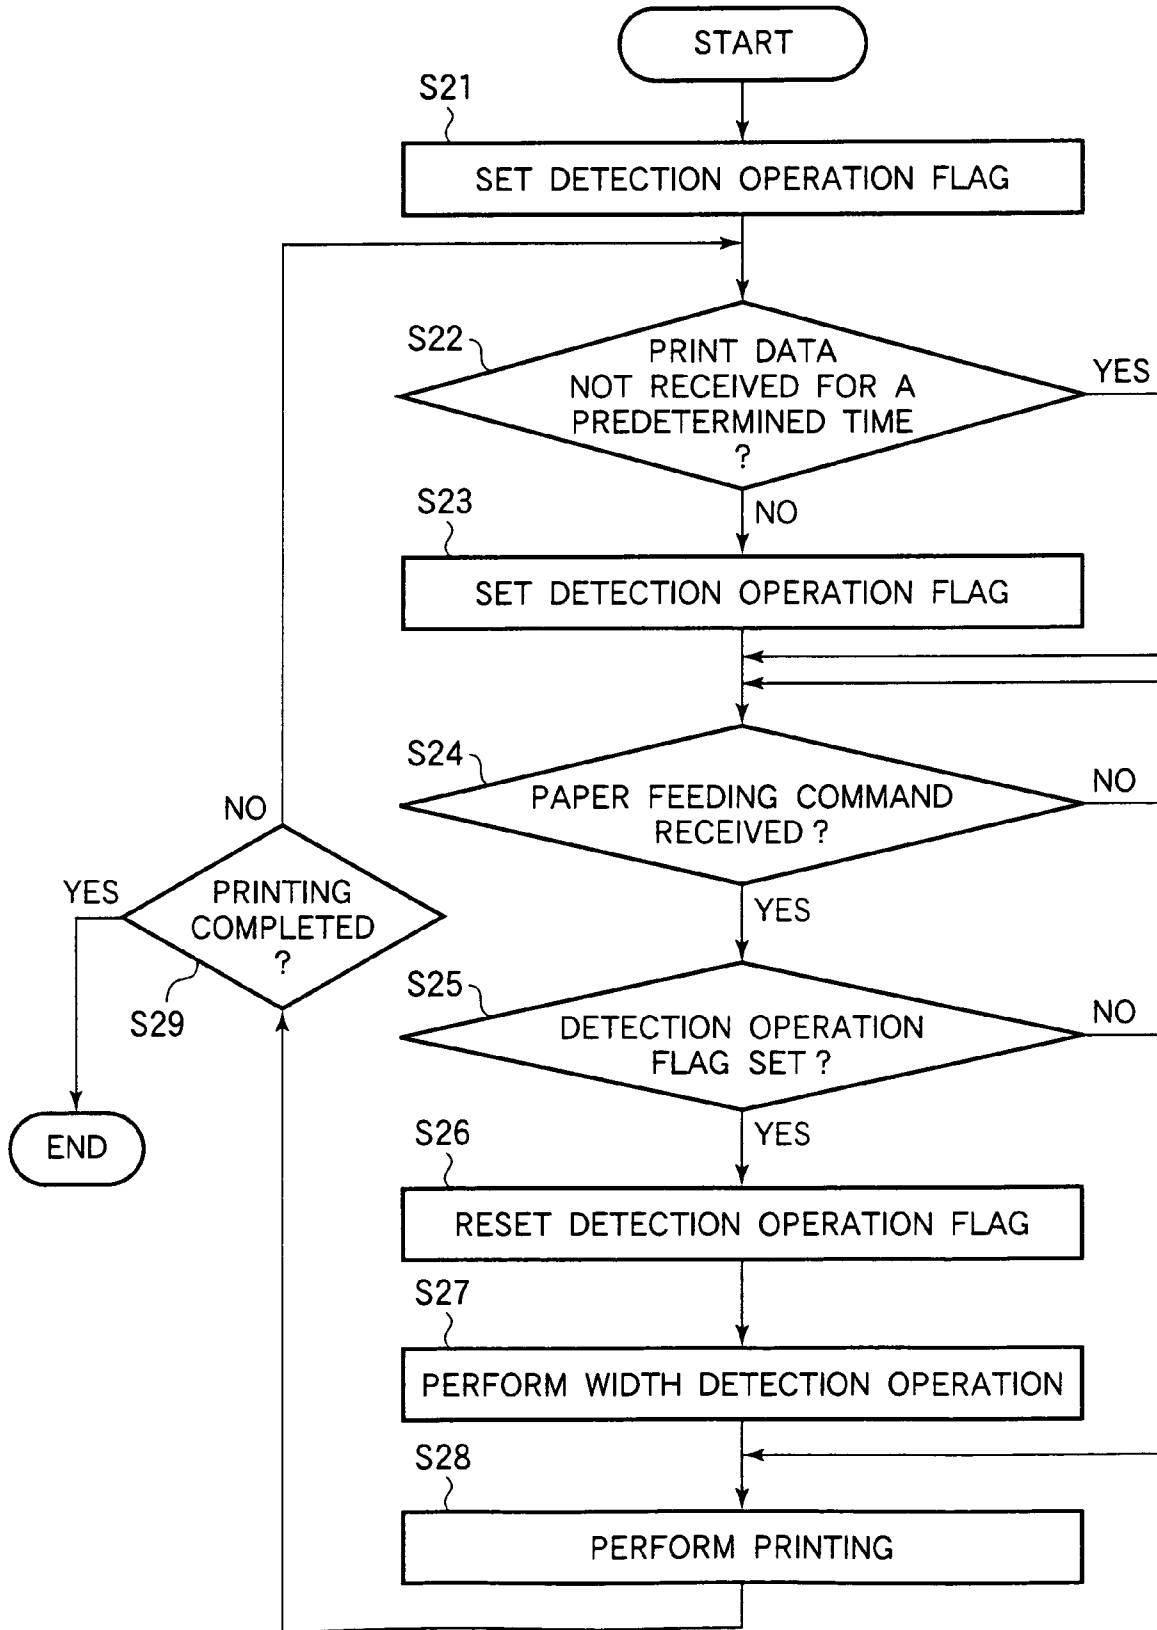 START
S21
SET DETECTION OPERATION FLAG
S22
PRINT DATA
NOT RECEIVED FOR A
PREDETERMINED TIME
?
YES
NO
S23
SET DETECTION OPERATION FLAG
S24
PAPER FEEDING COMMAND
RECEIVED ?
NO
YES
S25
DETECTION OPERATION
FLAG SET ?
NO
YES
S26
RESET DETECTION OPERATION FLAG
S27
PERFORM WIDTH DETECTION OPERATION
S28
PERFORM PRINTING
NO
YES
PRINTING
COMPLETED
?
S29
END